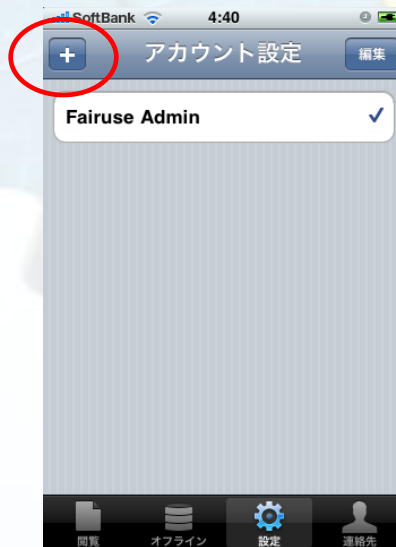 SoftBank 4:40
+ アカウント設定 編集
Fairuse Admin ✓
閲覧 オフライン 設定 連絡先